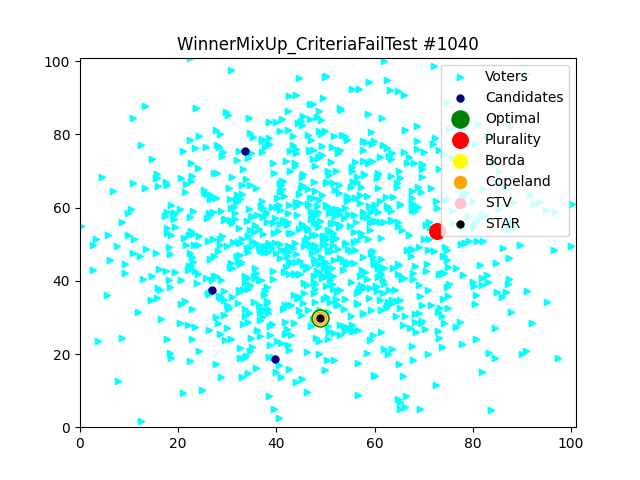 WinnerMixUp_CriteriaFailTest #1040
100
80
60
40
20
0
0
20
40
60
80
100
Voters
Candidates
Optimal
Plurality
Borda
Copeland
STV
STAR